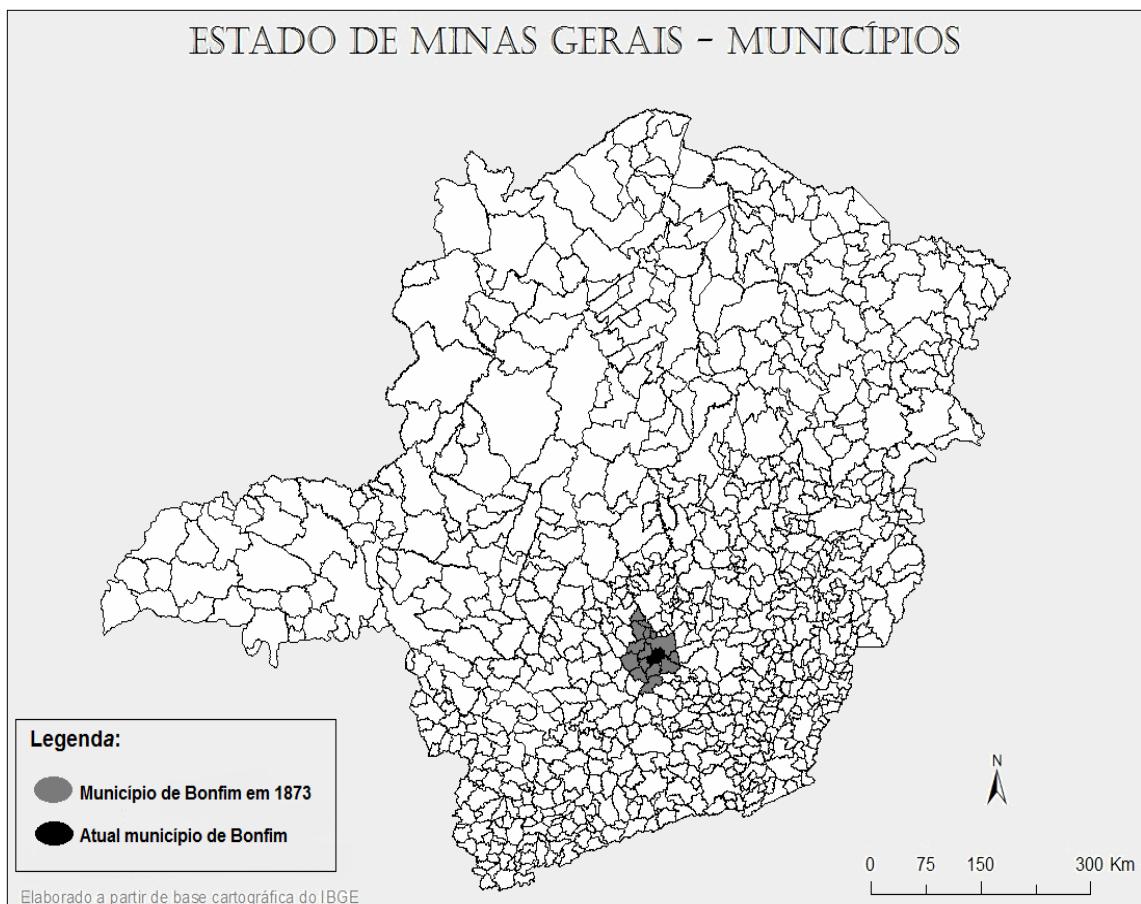 ESTADO DE MINAS GERAIS - MUNICÍPIOS
Legenda:
Município de Bonfim em 1873
Atual município de Bonfim
N
0 75 150 300 Km
Elaborado a partir de base cartográfica do IBGE